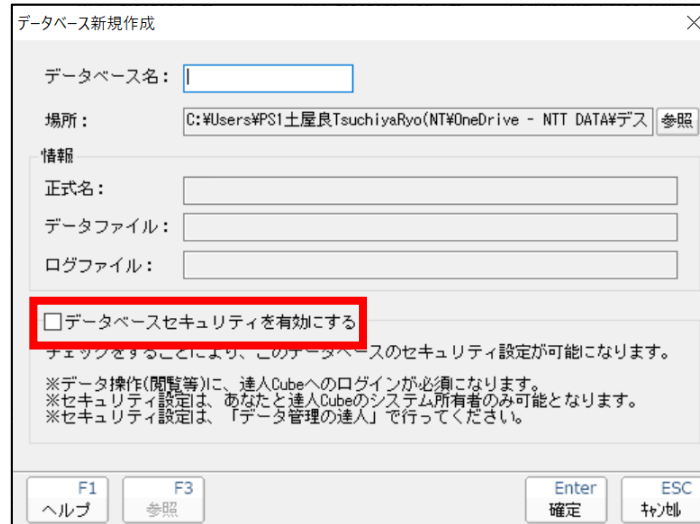 データベース新規作成
データベース名：
場所： C:¥Users¥PS1土屋良TsuchiyaRyo(NT¥OneDrive - NTT DATA¥デス 参照
情報
正式名：
データファイル：
ログファイル：
データベースセキュリティを有効にする
チェックをすることにより、このデータベースのセキュリティ設定が可能になります。
※データ操作(閲覧等)に、達人Cubeへのログインが必須になります。
※セキュリティ設定は、あなたと達人Cubeのシステム所有者のみ可能となります。
※セキュリティ設定は、「データ管理の達人」で行ってください。
F1 F3 Enter ESC
ヘルプ 参照 確定 ｷｬﾝｾﾙ